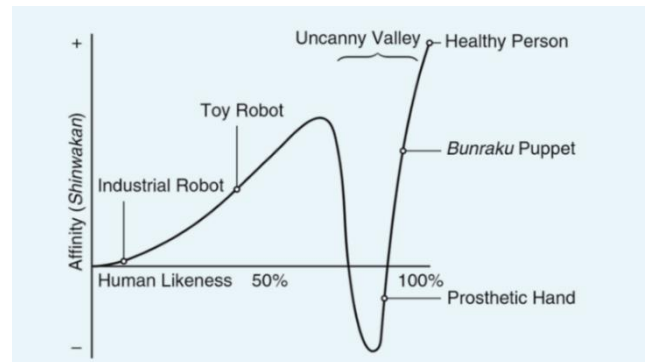 +
Uncanny Valley
Healthy Person
Toy Robot
Bunraku Puppet
Industrial Robot
Affinity (Shinwakan)
Human Likeness 50% 100%
Prosthetic Hand
−